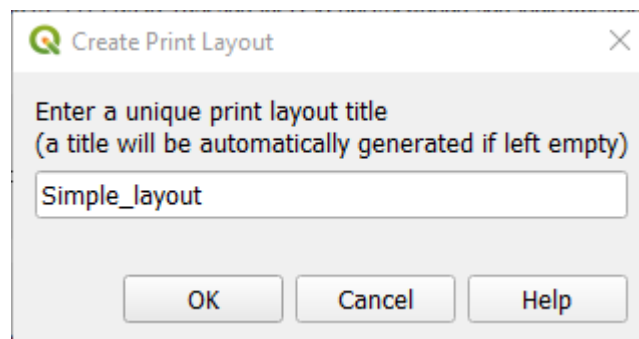 Create Print Layout
Enter a unique print layout title
(a title will be automatically generated if left empty)
Simple_layout
OK Cancel Help